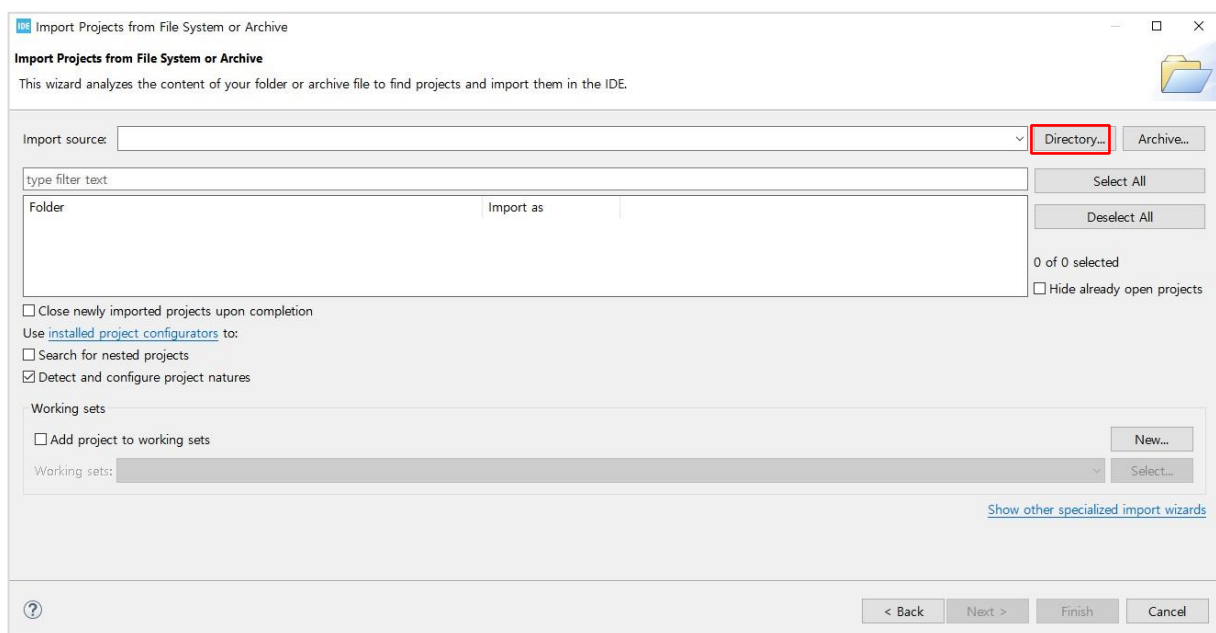 IDE Import Projects from File System or Archive
Import Projects from File System or Archive
This wizard analyzes the content of your folder or archive file to find projects and import them in the IDE.
Import source:
Directory...
Archive...
type filter text
Select All
Folder
Import as
Deselect All
0 of 0 selected
Hide already open projects
Close newly imported projects upon completion
Use installed project configurators to:
Search for nested projects
Detect and configure project natures
Working sets
Add project to working sets
New...
Working sets:
Select...
Show other specialized import wizards
?
< Back
Next >
Finish
Cancel